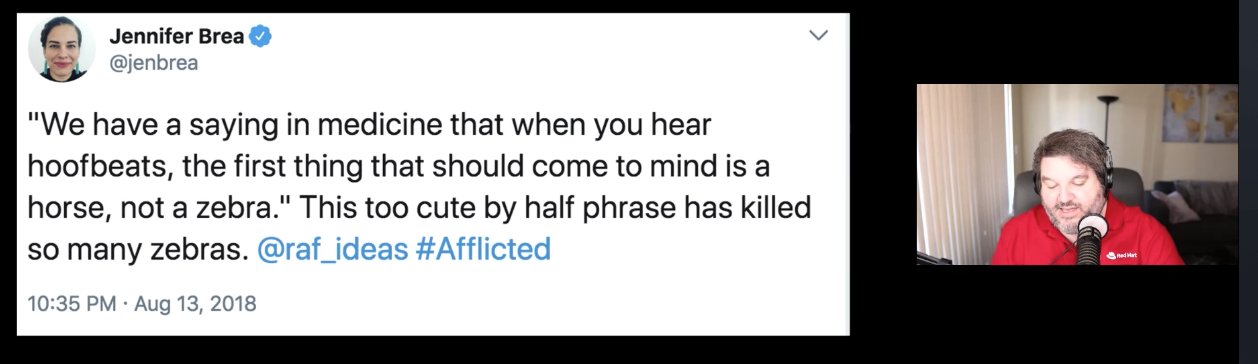 Jennifer Brea
@jenbrea
"We have a saying in medicine that when you hear
hoofbeats, the first thing that should come to mind is a
horse, not a zebra." This too cute by half phrase has killed
so many zebras. @raf_ideas #Afflicted
10:35 PM · Aug 13, 2018
Red Hat